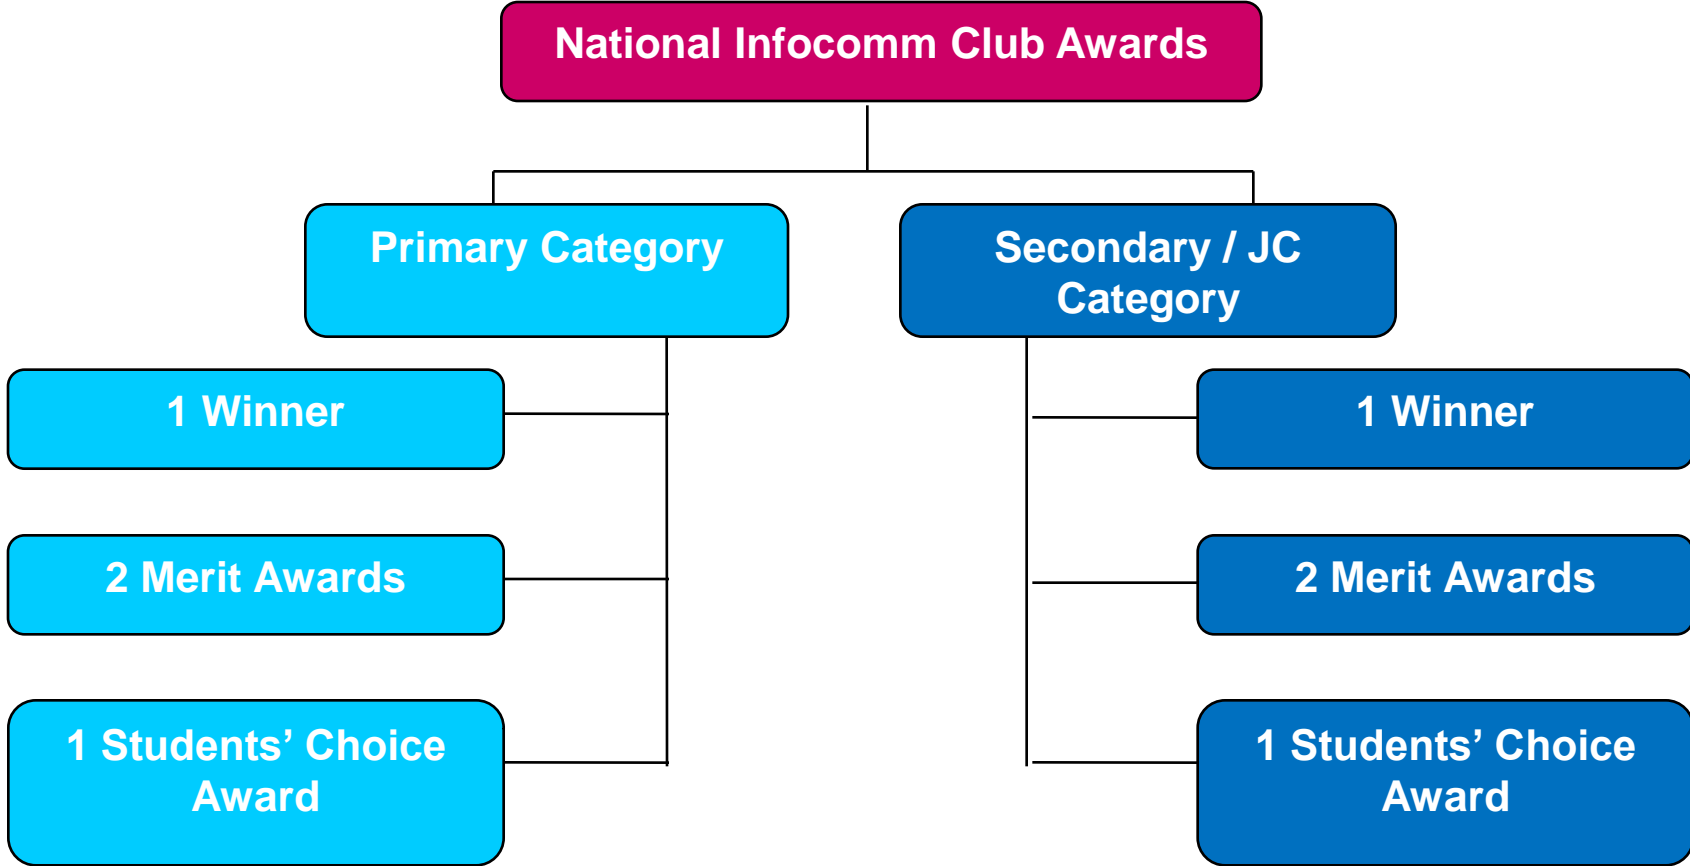 National Infocomm Club Awards
Primary Category
Secondary / JC
Category
1 Winner
1 Winner
2 Merit Awards
2 Merit Awards
1 Students’ Choice
Award
1 Students’ Choice
Award